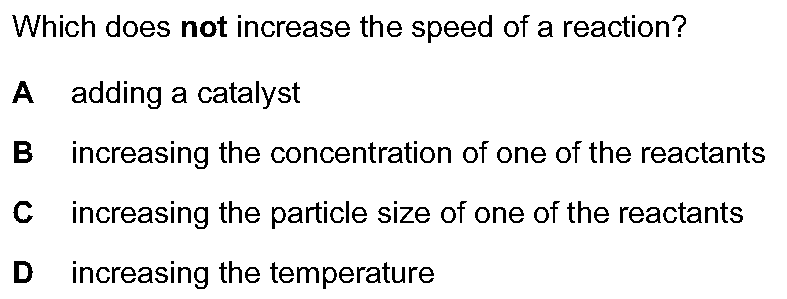 Which does not increase the speed of a reaction?
A adding a catalyst
B increasing the concentration of one of the reactants
C increasing the particle size of one of the reactants
D increasing the temperature